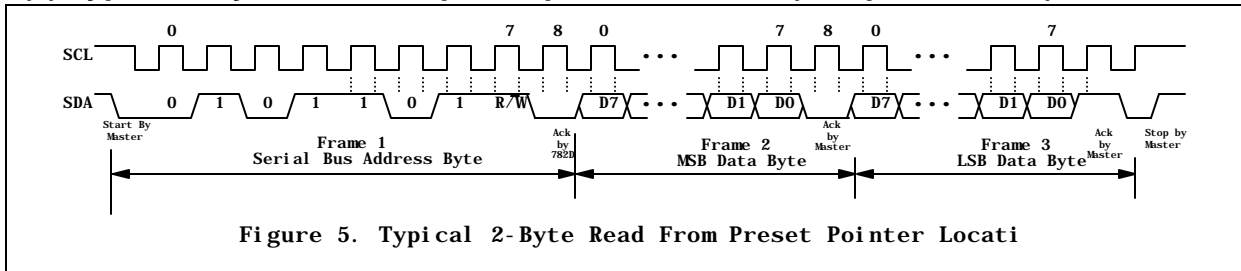 0 7 8 0 7 8 0 7
SCL
SDA 0 1 0 1 1 0 1 R/W D7 D1 D0 D7 D1 D0
Start By Master
Ack by 782D
Ack by Master
Ack by Master
Stop by Master
Frame 1
Serial Bus Address Byte
Frame 2
MSB Data Byte
Frame 3
LSB Data Byte
Figure 5. Typical 2-Byte Read From Preset Pointer Locati